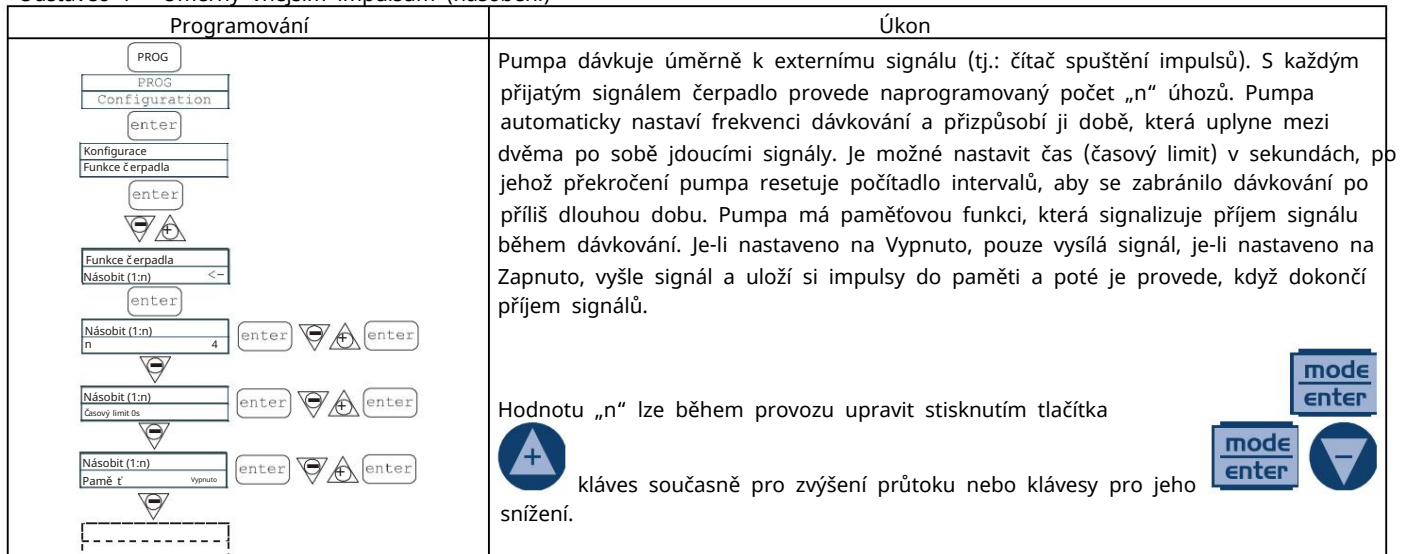 Programování
Úkon
PROG
PROG
Configuration
enter
Konfigurace
Funkce čerpadla
enter
Funkce čerpadla
Násobit (1:n) <-
enter
Násobit (1:n)
n 4
enter enter
Násobit (1:n)
Časový limit 0s
enter enter
Násobit (1:n)
Paměť Vypnuto
enter enter
Pumpa dávkuje úměrně k externímu signálu (tj.: čítač spuštění impulsů). S každým
přijatým signálem čerpadlo provede naprogramovaný počet „n“ úhozů. Pumpa
automaticky nastaví frekvenci dávkování a přizpůsobí ji době, která uplyne mezi
dvěma po sobě jdoucími signály. Je možné nastavit čas (časový limit) v sekundách, po
jehož překročení pumpa resetuje počítadlo intervalů, aby se zabránilo dávkování po
příliš dlouhou dobu. Pumpa má paměťovou funkci, která signalizuje příjem signálu
během dávkování. Je-li nastaveno na Vypnuto, pouze vysílá signál, je-li nastaveno na
Zapnuto, vyšle signál a uloží si impulsy do paměti a poté je provede, když dokončí
příjem signálů.
mode
enter
Hodnotu „n“ lze během provozu upravit stisknutím tlačítka
mode
enter
kláves současně pro zvýšení průtoku nebo klávesy pro jeho
snížení.